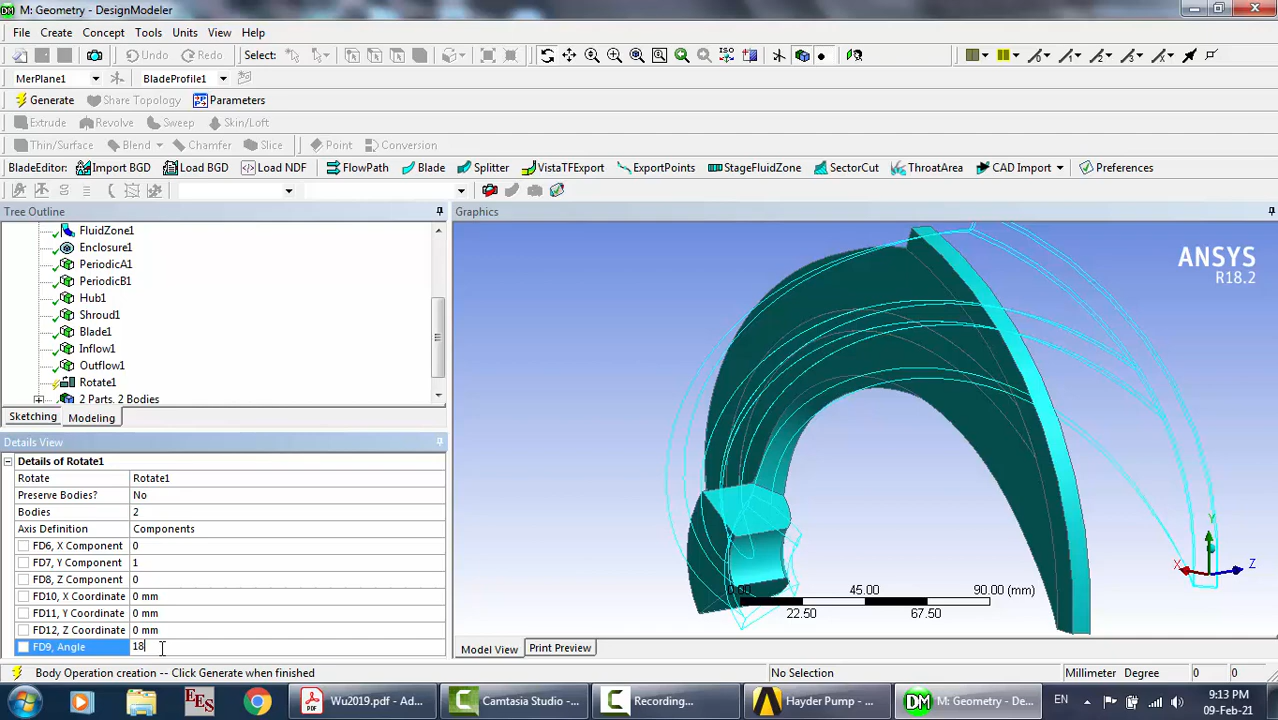 M: Geometry - DesignModeler
File Create Concept Tools Units View Help
Undo Redo Select: ISO
MerPlane1 BladeProfile1
Generate Share Topology Parameters
Extrude Revolve Sweep Skin/Loft
Thin/Surface Blend Chamfer Slice Point Conversion
BladeEditor: Import BGD Load BGD Load NDF FlowPath Blade Splitter VistaTFExport ExportPoints StageFluidZone SectorCut ThroatArea CAD Import Preferences
Tree Outline
FluidZone1
Enclosure1
PeriodicA1
PeriodicB1
Hub1
Shroud1
Blade1
Inflow1
Outflow1
Rotate1
2 Parts, 2 Bodies
Sketching Modeling
Details View
Details of Rotate1
Rotate Rotate1
Preserve Bodies? No
Bodies 2
Axis Definition Components
FD6, X Component 0
FD7, Y Component 1
FD8, Z Component 0
FD10, X Coordinate 0 mm
FD11, Y Coordinate 0 mm
FD12, Z Coordinate 0 mm
FD9, Angle 18
Graphics
ANSYS
R18.2
Y
X Z
0.00 45.00 90.00 (mm)
22.50 67.50
Model View Print Preview
Body Operation creation -- Click Generate when finished No Selection Millimeter Degree 0 0
EES PDF Wu2019.pdf - Ad... Camtasia Studio -... Recording... Hayder Pump - ... DM M: Geometry - De... EN 9:13 PM
09-Feb-21